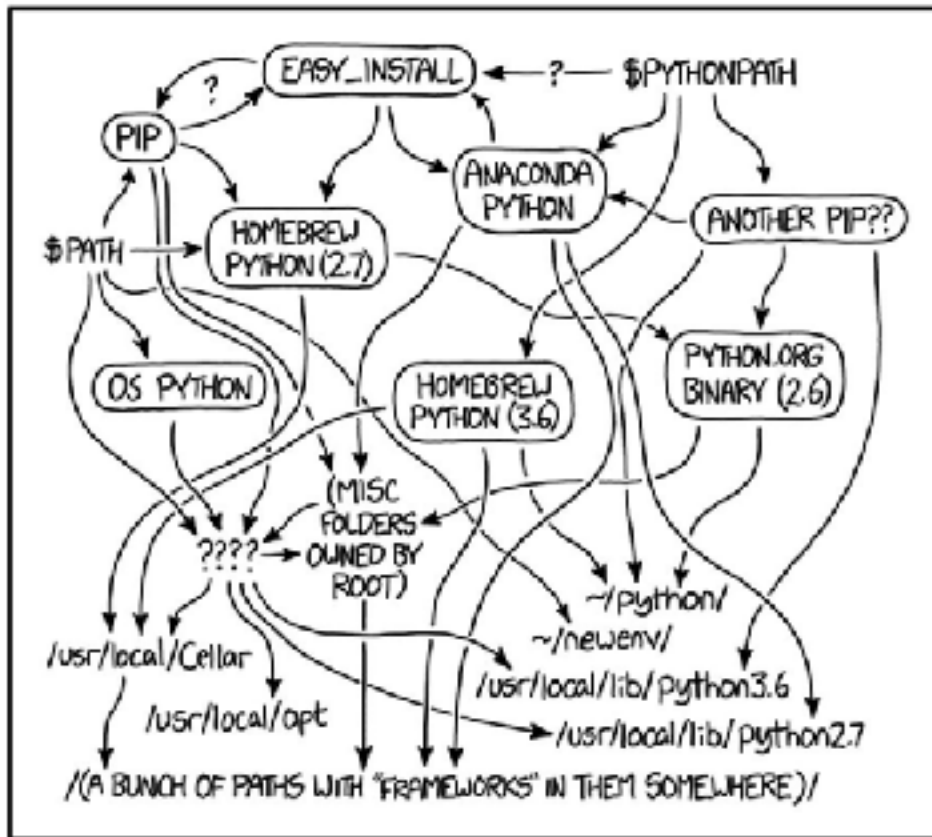 EASY_INSTALL
?
$PYTHONPATH
?
PIP
ANACONDA
PYTHON
ANOTHER PIP??
HOMEBREW
PYTHON (2.7)
$PATH
PYTHON.ORG
BINARY (2.6)
OS PYTHON
HOMEBREW
PYTHON (3.6)
(MISC
FOLDERS
OWNED BY
ROOT)
????
~/python/
~/newenv/
/usr/local/Cellar
/usr/local/lib/python3.6
/usr/local/opt
/usr/local/lib/python2.7
/(A BUNCH OF PATHS WITH "FRAMEWORKS" IN THEM SOMEWHERE)/